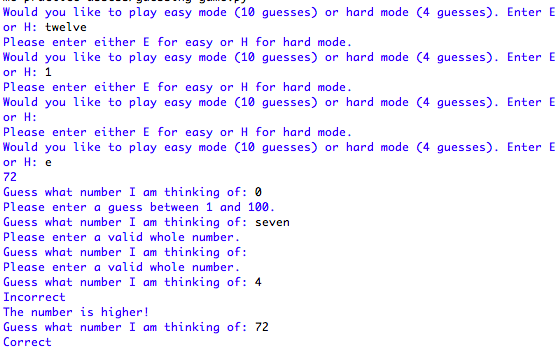 Would you like to play easy mode (10 guesses) or hard mode (4 guesses). Enter E
or H: twelve
Please enter either E for easy or H for hard mode.
Would you like to play easy mode (10 guesses) or hard mode (4 guesses). Enter E
or H: 1
Please enter either E for easy or H for hard mode.
Would you like to play easy mode (10 guesses) or hard mode (4 guesses). Enter E
or H:
Please enter either E for easy or H for hard mode.
Would you like to play easy mode (10 guesses) or hard mode (4 guesses). Enter E
or H: e
72
Guess what number I am thinking of: 0
Please enter a guess between 1 and 100.
Guess what number I am thinking of: seven
Please enter a valid whole number.
Guess what number I am thinking of:
Please enter a valid whole number.
Guess what number I am thinking of: 4
Incorrect
The number is higher!
Guess what number I am thinking of: 72
Correct